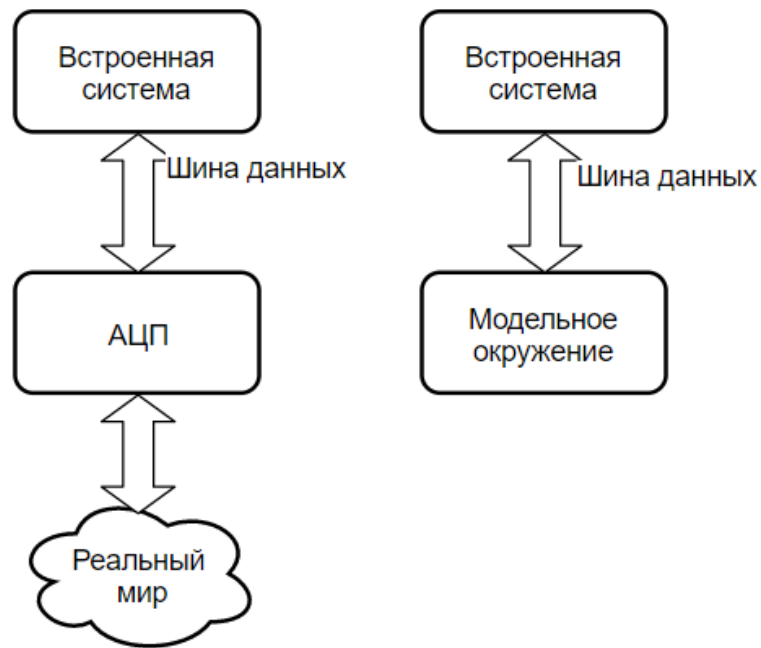 Встроенная
система
Шина данных
АЦП
Реальный
мир
Встроенная
система
Шина данных
Модельное
окружение